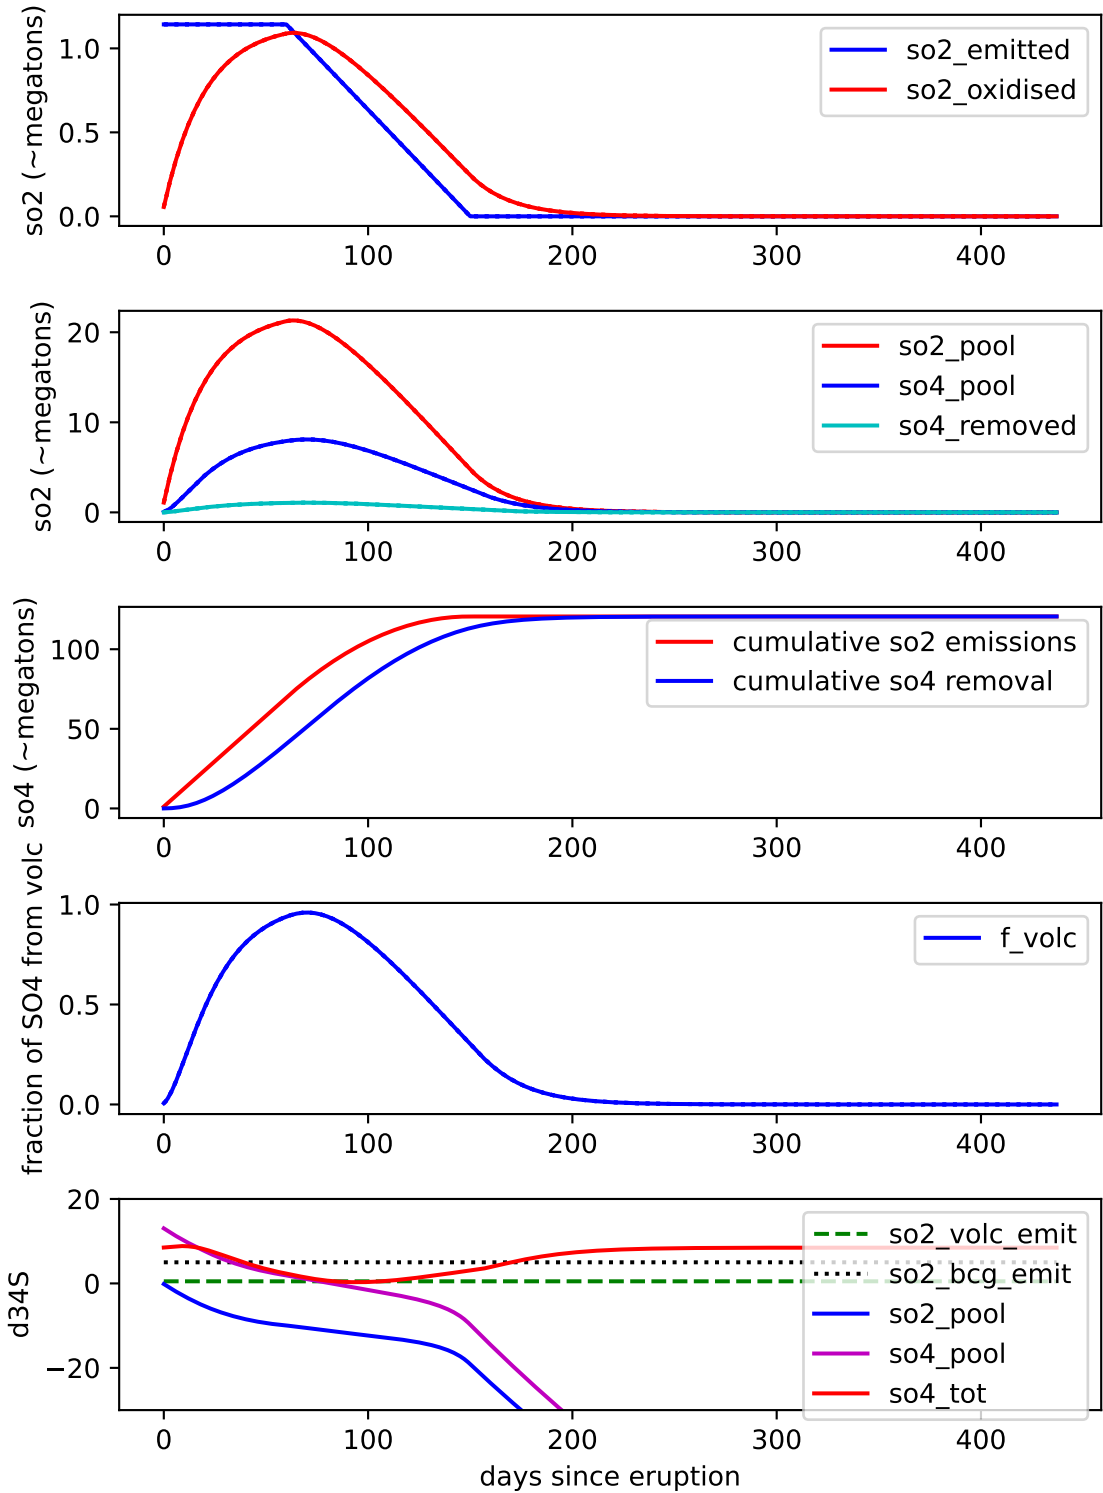 so2 (~megatons)
1.0
0.5
0.0
so2_emitted
so2_oxidised
0 100 200 300 400
so2 (~megatons)
20
10
0
so2_pool
so4_pool
so4_removed
0 100 200 300 400
so4 (~megatons)
100
50
0
cumulative so2 emissions
cumulative so4 removal
0 100 200 300 400
fraction of SO4 from volc
1.0
0.5
0.0
f_volc
0 100 200 300 400
d34S
20
0
−20
so2_volc_emit
so2_bcg_emit
so2_pool
so4_pool
so4_tot
0 100 200 300 400
days since eruption